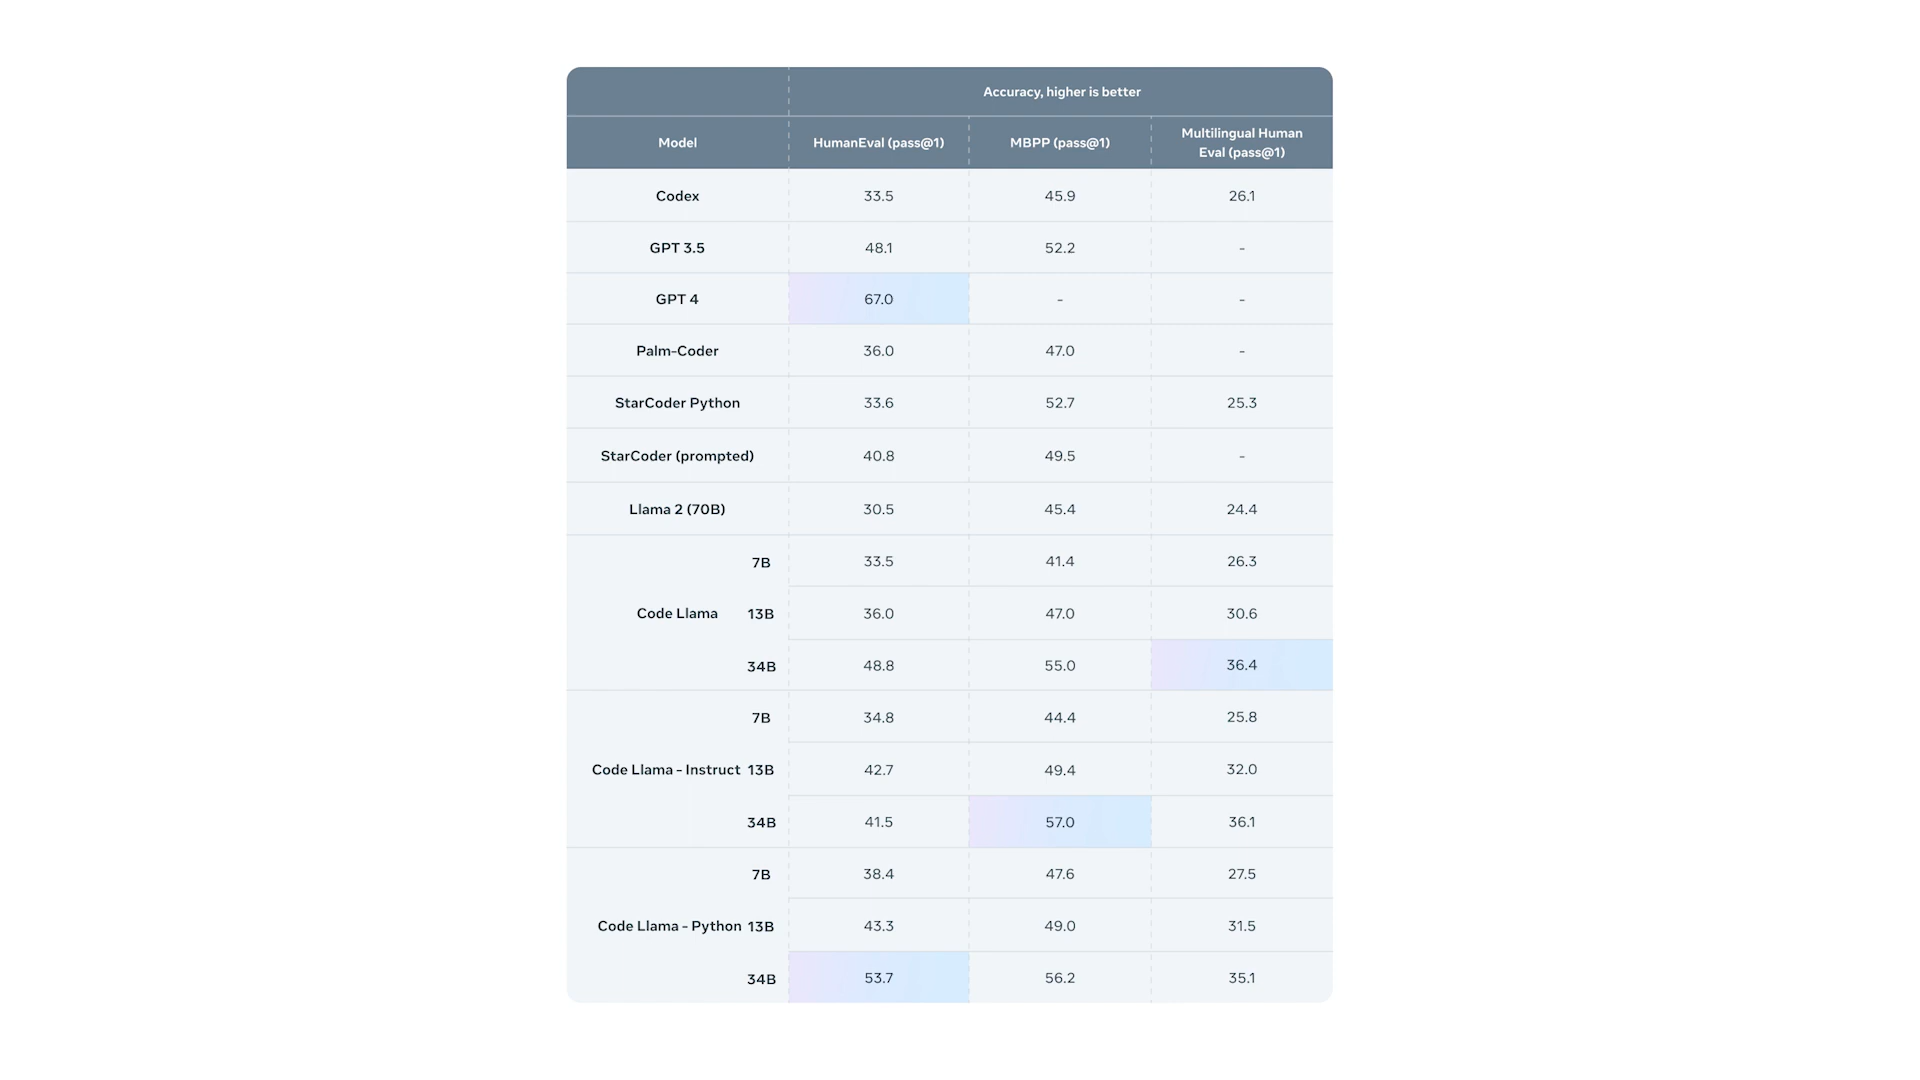 Accuracy, higher is better
Model HumanEval (pass@1) MBPP (pass@1) Multilingual Human
Eval (pass@1)
Codex 33.5 45.9 26.1
GPT 3.5 48.1 52.2 -
GPT 4 67.0 - -
Palm-Coder 36.0 47.0 -
StarCoder Python 33.6 52.7 25.3
StarCoder (prompted) 40.8 49.5 -
Llama 2 (70B) 30.5 45.4 24.4
7B 33.5 41.4 26.3
Code Llama 13B 36.0 47.0 30.6
34B 48.8 55.0 36.4
7B 34.8 44.4 25.8
Code Llama - Instruct 13B 42.7 49.4 32.0
34B 41.5 57.0 36.1
7B 38.4 47.6 27.5
Code Llama - Python 13B 43.3 49.0 31.5
34B 53.7 56.2 35.1